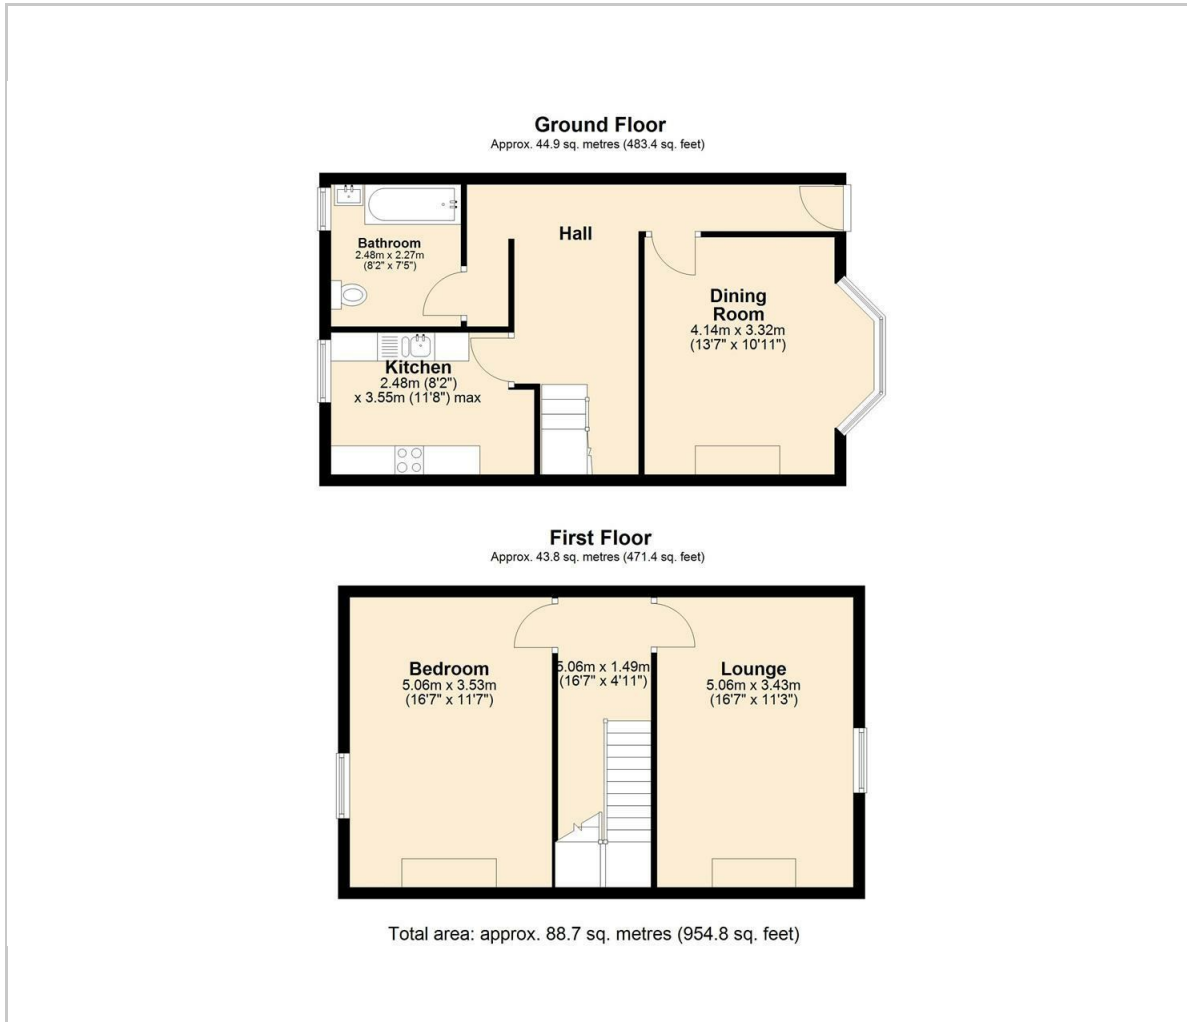 Ground Floor
Approx. 44.9 sq. metres (483.4 sq. feet)
Hall
Bathroom
2.48m x 2.27m
(8'2" x 7'5")
Dining
Room
4.14m x 3.32m
(13'7" x 10'11")
Kitchen
2.48m (8'2")
x 3.55m (11'8") max
First Floor
Approx. 43.8 sq. metres (471.4 sq. feet)
Bedroom
5.06m x 3.53m
(16'7" x 11'7")
5.06m x 1.49m
(16'7" x 4'11")
Lounge
5.06m x 3.43m
(16'7" x 11'3")
Total area: approx. 88.7 sq. metres (954.8 sq. feet)